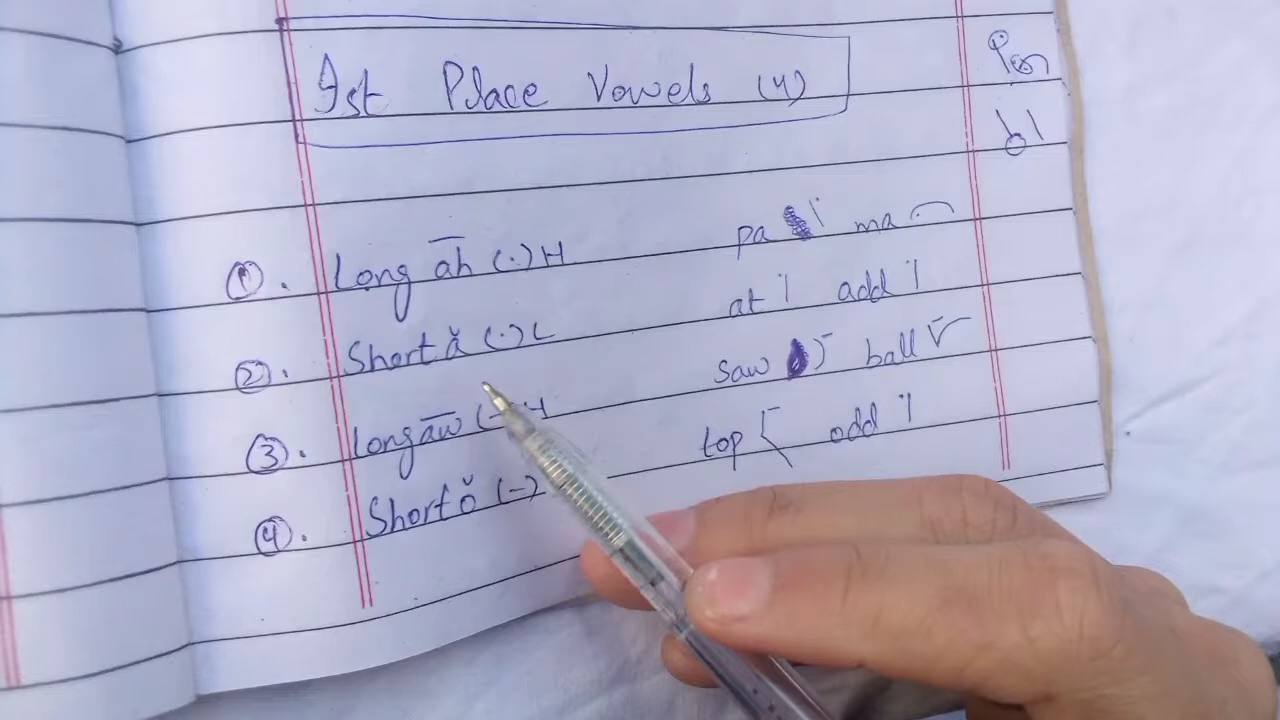 Ist Place Vowels (4)
①. Long āh (·) H pa ma
②. Short ă (·) L at add
③. Long āw (-) H saw ball
④. Short ŏ (-) top odd